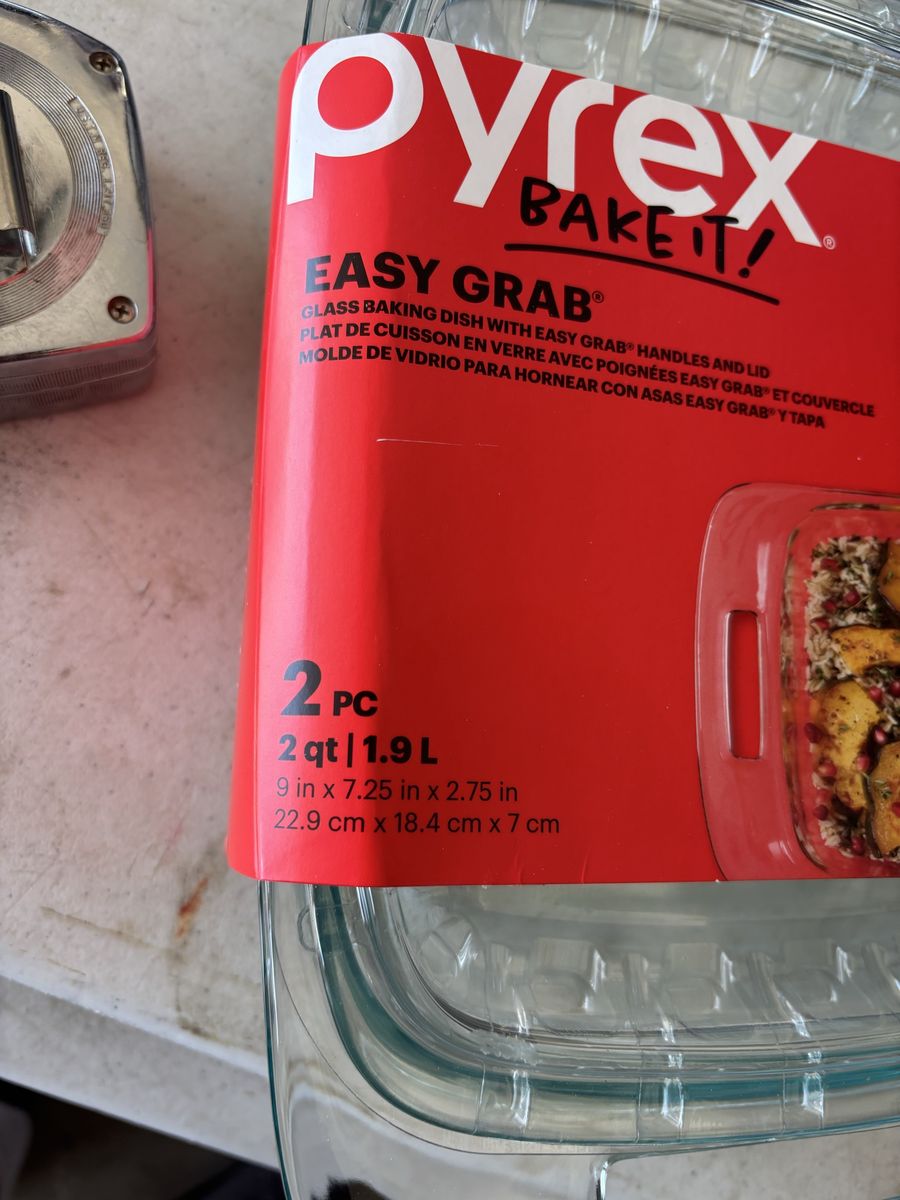 pyrex®
BAKE IT!
EASY GRAB®
GLASS BAKING DISH WITH EASY GRAB® HANDLES AND LID
PLAT DE CUISSON EN VERRE AVEC POIGNÉES EASY GRAB® ET COUVERCLE
MOLDE DE VIDRIO PARA HORNEAR CON ASAS EASY GRAB® Y TAPA
2 PC
2 qt | 1.9 L
9 in x 7.25 in x 2.75 in
22.9 cm x 18.4 cm x 7 cm